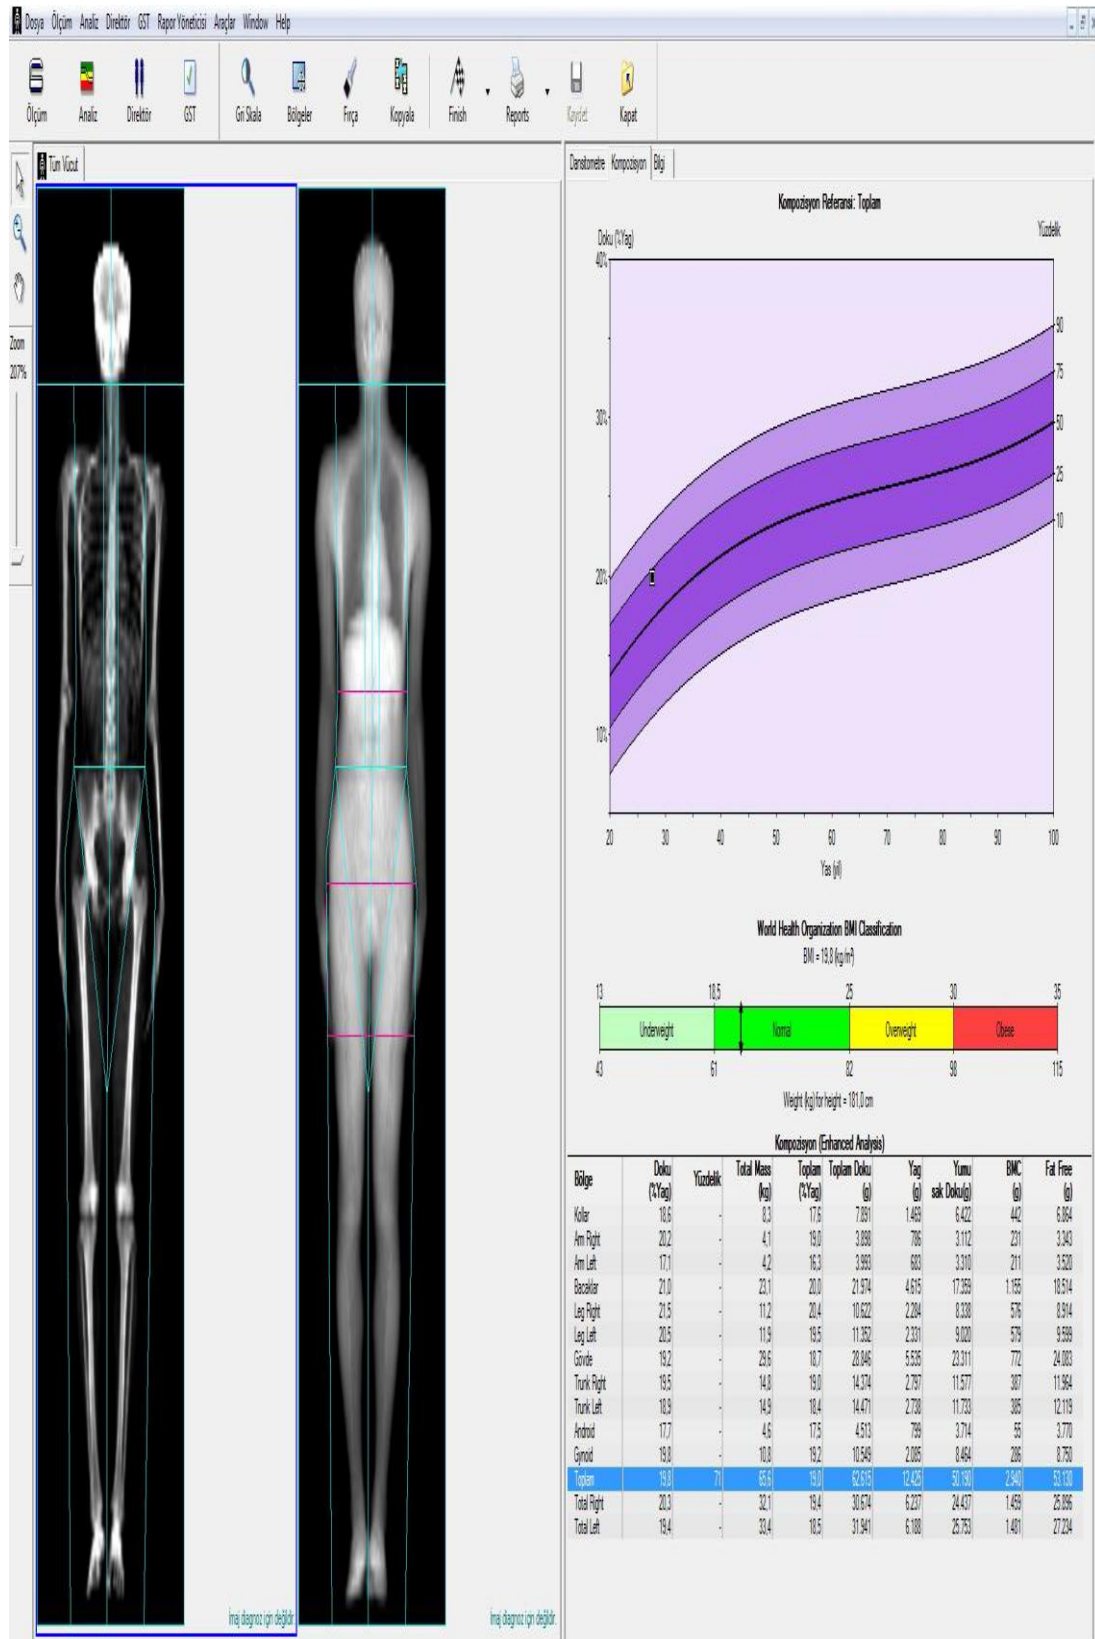 Dosya Ölçüm Analiz Direktör GST Rapor Yöneticisi Araçlar Window Help
Ölçüm Analiz Direktör GST Gri Skala Bölgeler Fırça Kopyala Finish Reports Kaydet Kapat
Tüm Vücut
Zoom
207%
İmaj diagnoz için değildir.
İmaj diagnoz için değildir.
Dansitometre Kompozisyon Bilgi
Kompozisyon Referansi: Toplam
Doku (%Yag) Yüzdelik
40%
30%
20%
10%
90
75
50
25
10
20 30 40 50 60 70 80 90 100
Yas (yil)
World Health Organization BMI Classification
BMI = 19,8 (kg/m²)
13 18,5 25 30 35
Underweight Normal Overweight Obese
43 61 82 98 115
Weight (kg) for height = 181,0 cm
Kompozisyon (Enhanced Analysis)
Bölge Doku (%Yag) Yüzdelik Total Mass (kg) Toplam (%Yag) Toplam Doku (g) Yag (g) Yumu sak Doku(g) BMC (g) Fat Free (g)
Kollar 18,6 - 8,3 17,6 7.891 1.469 6.422 442 6.864
Arm Right 20,2 - 4,1 19,0 3.898 786 3.112 231 3.343
Arm Left 17,1 - 4,2 16,3 3.993 683 3.310 211 3.520
Bacaklar 21,0 - 23,1 20,0 21.974 4.615 17.359 1.155 18.514
Leg Right 21,5 - 11,2 20,4 10.622 2.284 8.338 576 8.914
Leg Left 20,5 - 11,9 19,5 11.352 2.331 9.020 579 9.599
Gövde 19,2 - 29,6 18,7 28.846 5.535 23.311 772 24.083
Trunk Right 19,5 - 14,8 19,0 14.374 2.797 11.577 387 11.964
Trunk Left 18,9 - 14,9 18,4 14.471 2.738 11.733 385 12.119
Android 17,7 - 4,6 17,5 4.513 799 3.714 55 3.770
Gynoid 19,8 - 10,8 19,2 10.549 2.085 8.464 286 8.750
Toplam 19,8 71 65,6 19,0 62.615 12.425 50.190 2.940 53.130
Total Right 20,3 - 32,1 19,4 30.674 6.237 24.437 1.459 25.896
Total Left 19,4 - 33,4 18,5 31.941 6.188 25.753 1.481 27.234